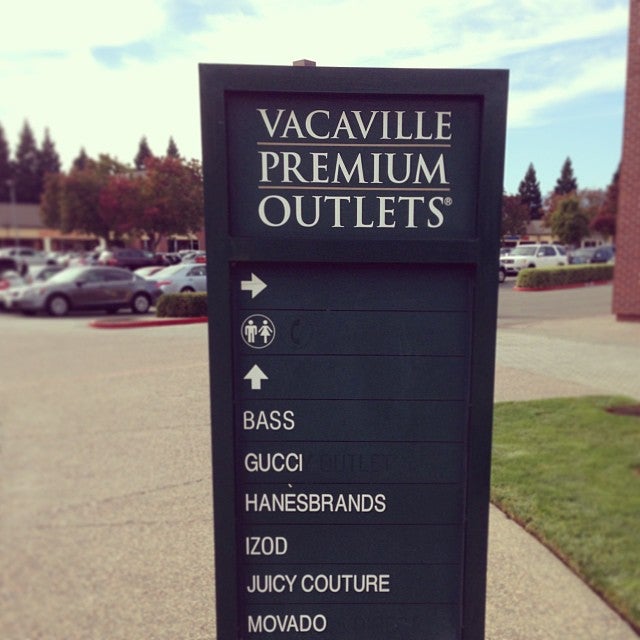 VACAVILLE
PREMIUM
OUTLETS®
BASS
GUCCI
HANESBRANDS
IZOD
JUICY COUTURE
MOVADO